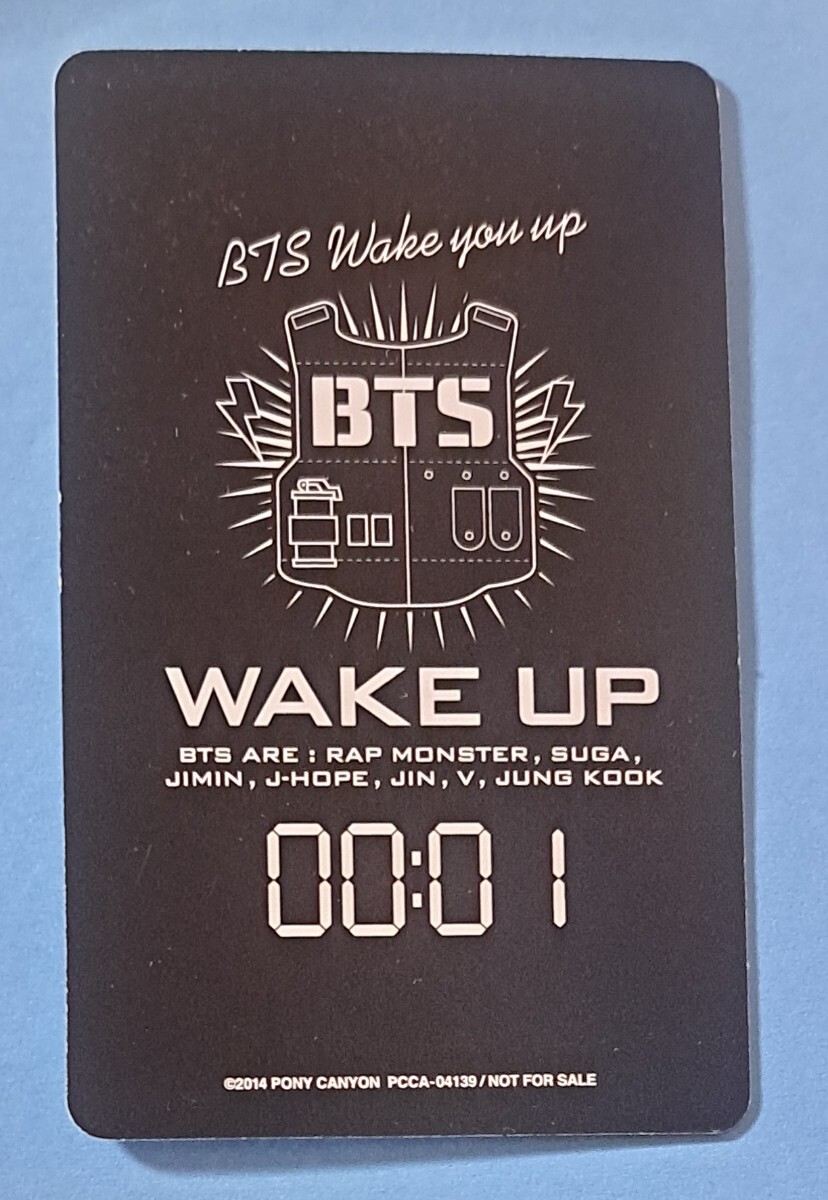 BTS Wake you up
BTS
WAKE UP
BTS ARE : RAP MONSTER, SUGA,
JIMIN, J-HOPE, JIN, V, JUNG KOOK
00:01
©2014 PONY CANYON PCCA-04139/NOT FOR SALE